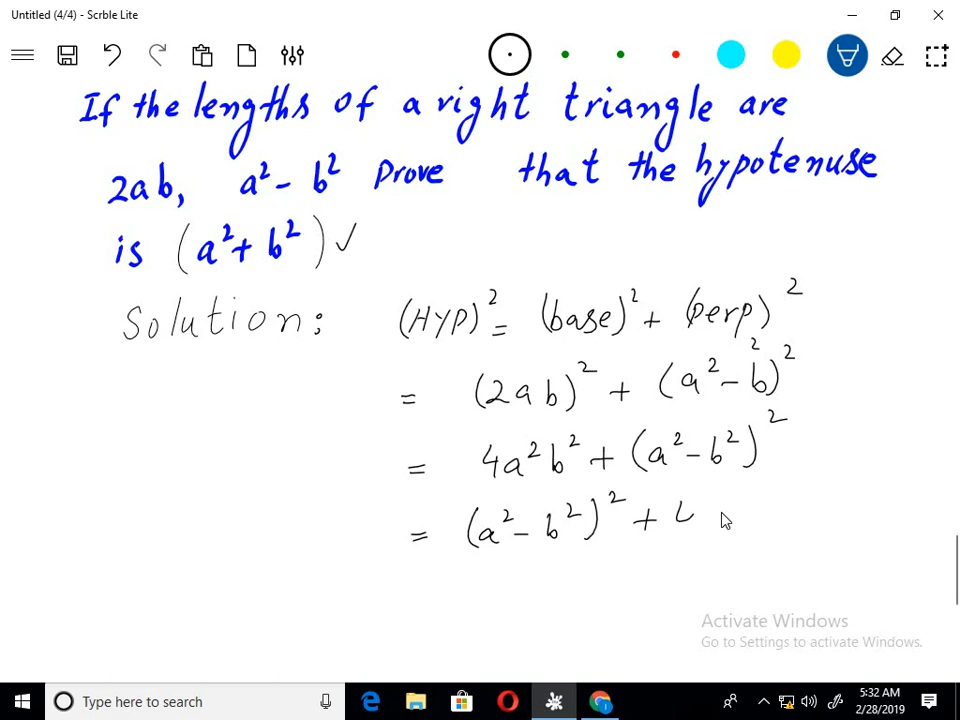 Untitled (4/4) - Scrble Lite
If the lengths of a right triangle are
2ab, a² - b² Prove that the hypotenuse
is (a² + b²) ✓
Solution: (HYP)² = (base)² + (perp)²
= (2ab)² + (a² - b²)²
= 4a²b² + (a² - b²)²
= (a² - b²)² +
Activate Windows
Go to Settings to activate Windows.
Type here to search
5:32 AM
2/28/2019